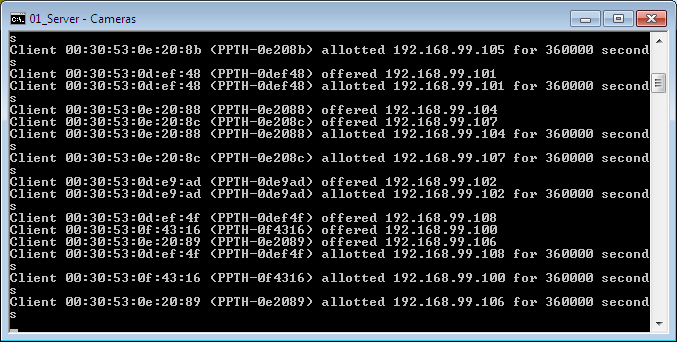 01_Server - Cameras
s
Client 00:30:53:0e:20:8b (PPTH-0e208b) allotted 192.168.99.105 for 360000 second
s
Client 00:30:53:0d:ef:48 (PPTH-0def48) offered 192.168.99.101
Client 00:30:53:0d:ef:48 (PPTH-0def48) allotted 192.168.99.101 for 360000 second
s
Client 00:30:53:0e:20:88 (PPTH-0e2088) offered 192.168.99.104
Client 00:30:53:0e:20:8c (PPTH-0e208c) offered 192.168.99.107
Client 00:30:53:0e:20:88 (PPTH-0e2088) allotted 192.168.99.104 for 360000 second
s
Client 00:30:53:0e:20:8c (PPTH-0e208c) allotted 192.168.99.107 for 360000 second
s
Client 00:30:53:0d:e9:ad (PPTH-0de9ad) offered 192.168.99.102
Client 00:30:53:0d:e9:ad (PPTH-0de9ad) allotted 192.168.99.102 for 360000 second
s
Client 00:30:53:0d:ef:4f (PPTH-0def4f) offered 192.168.99.108
Client 00:30:53:0f:43:16 (PPTH-0f4316) offered 192.168.99.100
Client 00:30:53:0e:20:89 (PPTH-0e2089) offered 192.168.99.106
Client 00:30:53:0d:ef:4f (PPTH-0def4f) allotted 192.168.99.108 for 360000 second
s
Client 00:30:53:0f:43:16 (PPTH-0f4316) allotted 192.168.99.100 for 360000 second
s
Client 00:30:53:0e:20:89 (PPTH-0e2089) allotted 192.168.99.106 for 360000 second
s